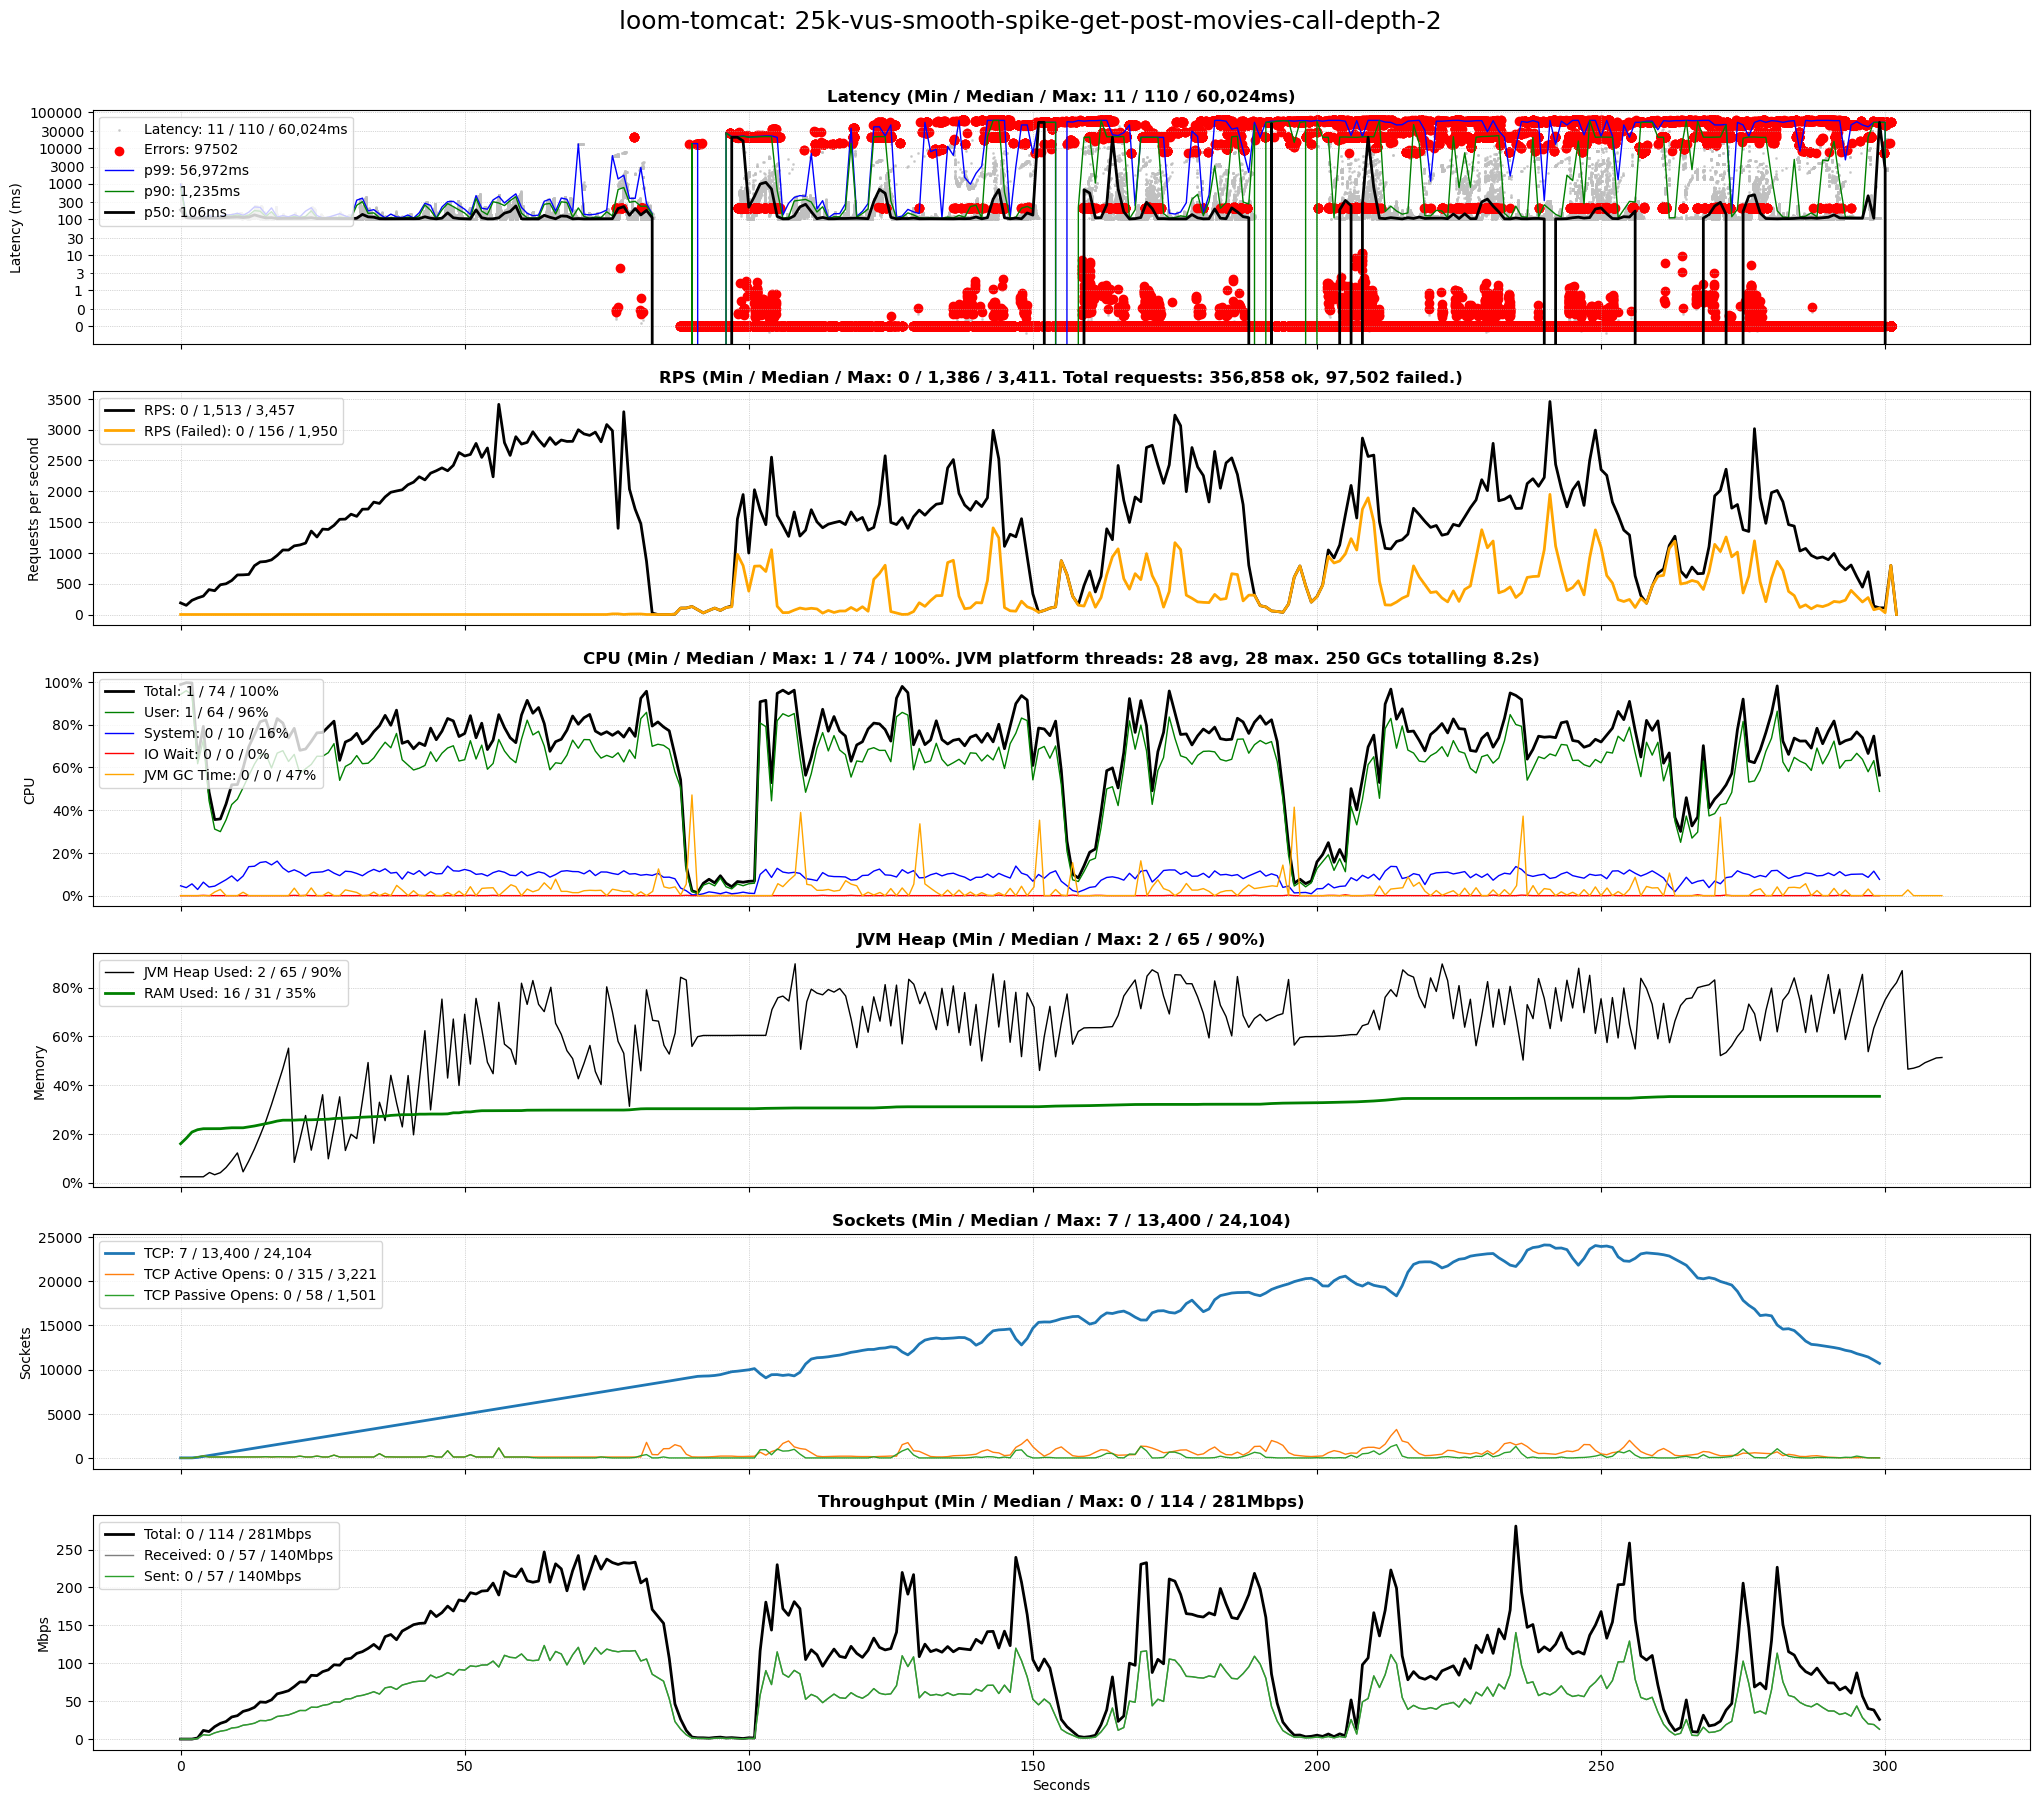 loom-tomcat: 25k-vus-smooth-spike-get-post-movies-call-depth-2
Latency (Min / Median / Max: 11 / 110 / 60,024ms)
Latency (ms)
100000
30000
10000
3000
1000
300
100
30
10
3
1
0
0
Latency: 11 / 110 / 60,024ms
Errors: 97502
p99: 56,972ms
p90: 1,235ms
p50: 106ms
RPS (Min / Median / Max: 0 / 1,386 / 3,411. Total requests: 356,858 ok, 97,502 failed.)
Requests per second
3500
3000
2500
2000
1500
1000
500
0
RPS: 0 / 1,513 / 3,457
RPS (Failed): 0 / 156 / 1,950
CPU (Min / Median / Max: 1 / 74 / 100%. JVM platform threads: 28 avg, 28 max. 250 GCs totalling 8.2s)
CPU
100%
80%
60%
40%
20%
0%
Total: 1 / 74 / 100%
User: 1 / 64 / 96%
System: 0 / 10 / 16%
IO Wait: 0 / 0 / 0%
JVM GC Time: 0 / 0 / 47%
JVM Heap (Min / Median / Max: 2 / 65 / 90%)
Memory
80%
60%
40%
20%
0%
JVM Heap Used: 2 / 65 / 90%
RAM Used: 16 / 31 / 35%
Sockets (Min / Median / Max: 7 / 13,400 / 24,104)
Sockets
25000
20000
15000
10000
5000
0
TCP: 7 / 13,400 / 24,104
TCP Active Opens: 0 / 315 / 3,221
TCP Passive Opens: 0 / 58 / 1,501
Throughput (Min / Median / Max: 0 / 114 / 281Mbps)
Mbps
250
200
150
100
50
0
Total: 0 / 114 / 281Mbps
Received: 0 / 57 / 140Mbps
Sent: 0 / 57 / 140Mbps
0 50 100 150 200 250 300
Seconds